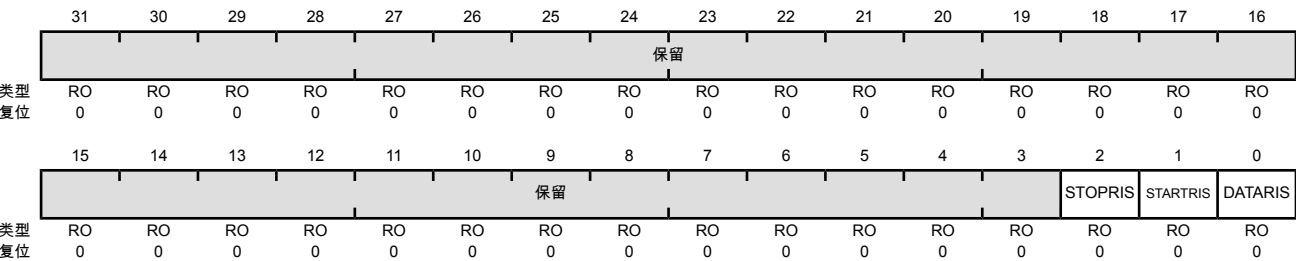 31 30 29 28 27 26 25 24 23 22 21 20 19 18 17 16
保留
类型 RO RO RO RO RO RO RO RO RO RO RO RO RO RO RO RO
复位 0 0 0 0 0 0 0 0 0 0 0 0 0 0 0 0
15 14 13 12 11 10 9 8 7 6 5 4 3 2 1 0
保留 STOPRIS STARTRIS DATARIS
类型 RO RO RO RO RO RO RO RO RO RO RO RO RO RO RO RO
复位 0 0 0 0 0 0 0 0 0 0 0 0 0 0 0 0